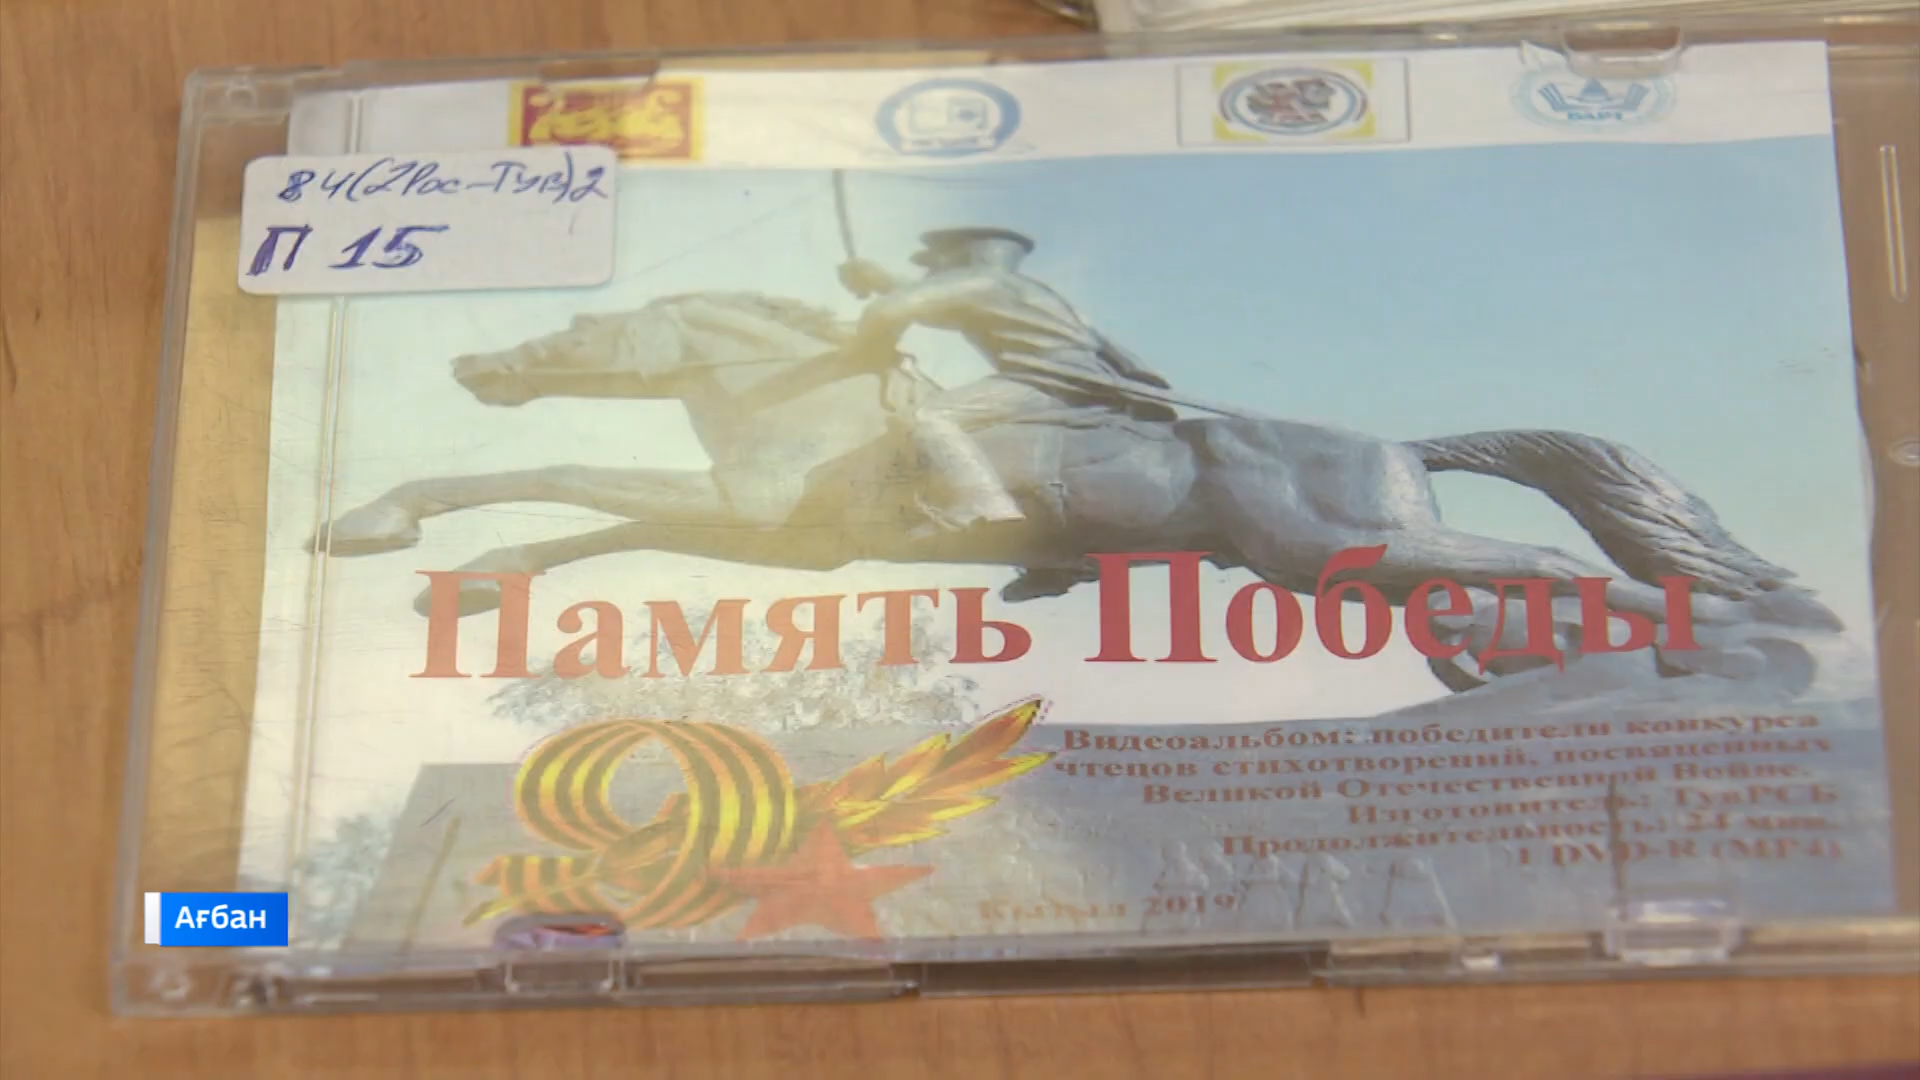 84(2Рос-Тув)2
П 15
Память Победы
Видеоальбом: победители конкурса
чтецов стихотворений, посвященных
Великой Отечественной Войне.
Изготовитель: ТувРСБ
Продолжительность: 24 мин.
1 DVD-R (MP4)
Кызыл 2019
Ағбан